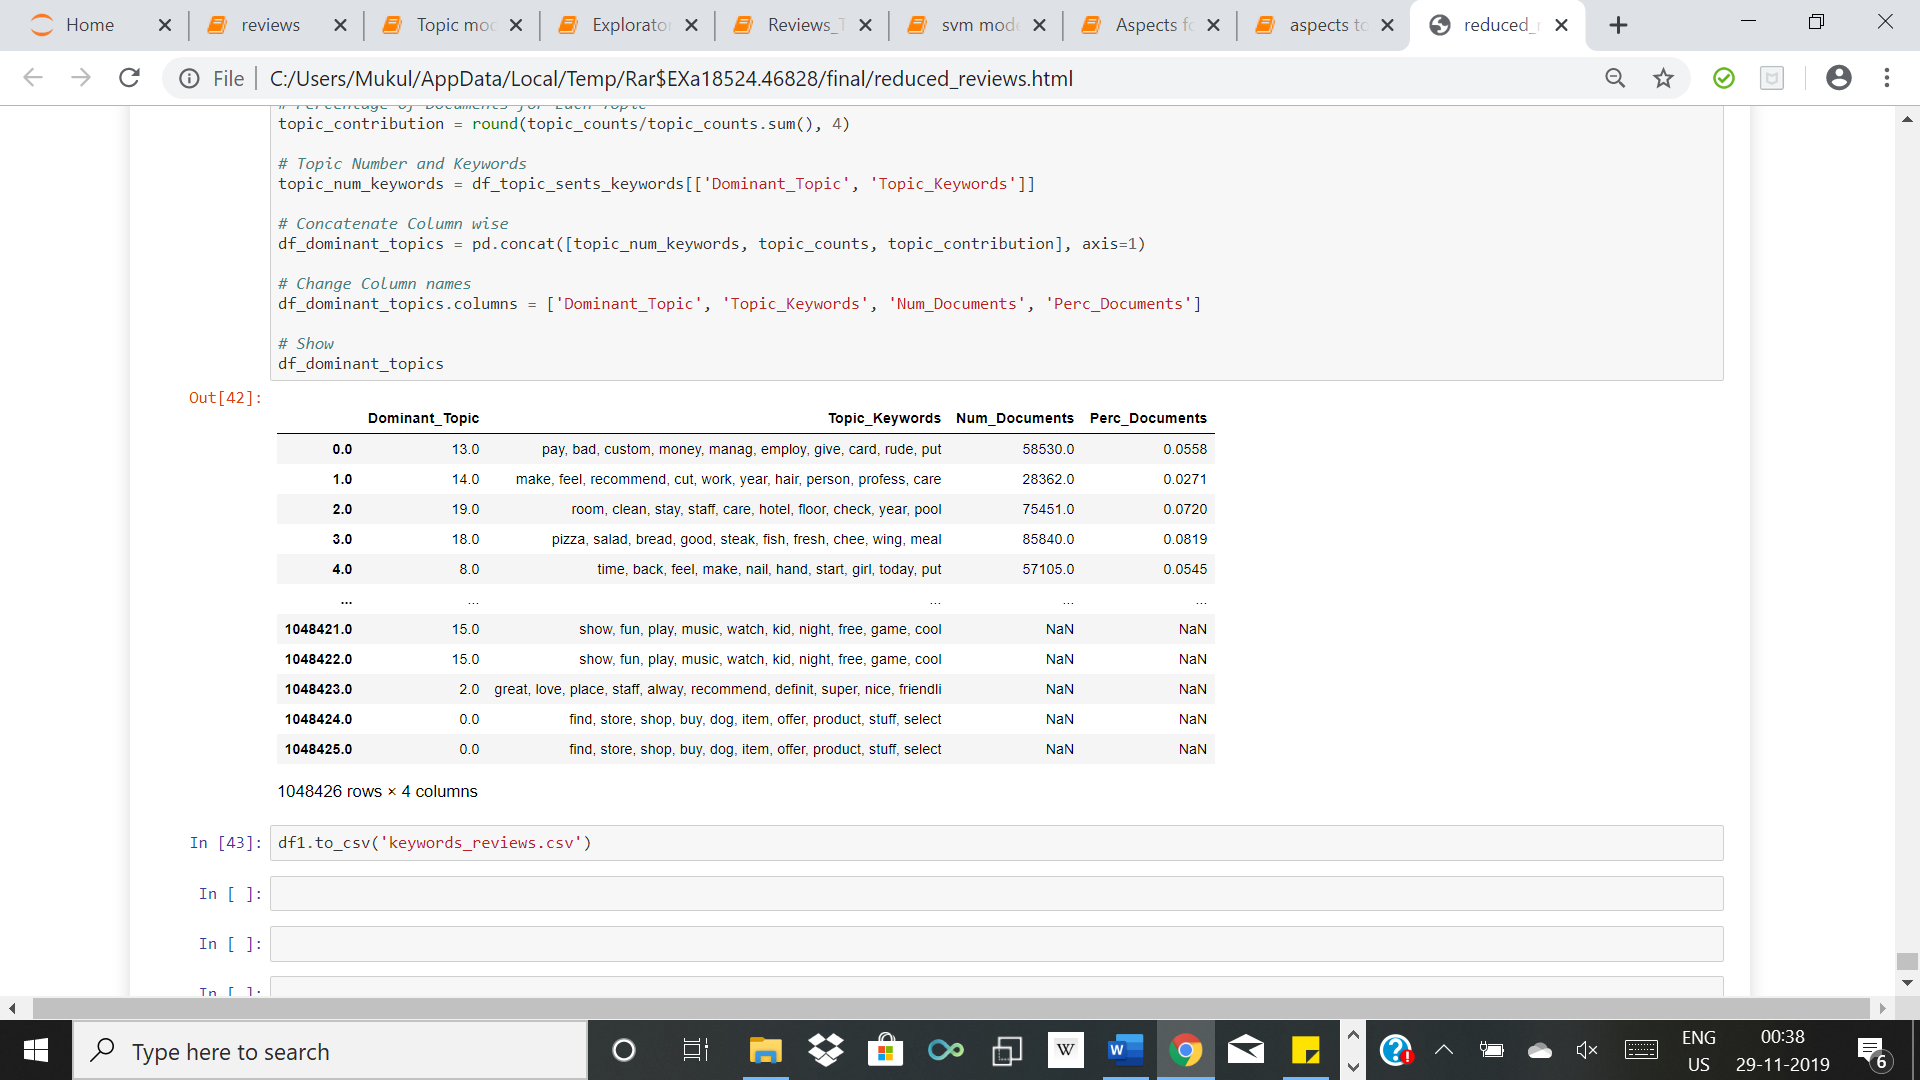 Home
reviews
Topic mod
Explorator
Reviews_T
svm mode
Aspects fo
aspects to
reduced_r
File
C:/Users/Mukul/AppData/Local/Temp/Rar$EXa18524.46828/final/reduced_reviews.html
# Percentage of Documents for Each Topic
topic_contribution = round(topic_counts/topic_counts.sum(), 4)
# Topic Number and Keywords
topic_num_keywords = df_topic_sents_keywords[['Dominant_Topic', 'Topic_Keywords']]
# Concatenate Column wise
df_dominant_topics = pd.concat([topic_num_keywords, topic_counts, topic_contribution], axis=1)
# Change Column names
df_dominant_topics.columns = ['Dominant_Topic', 'Topic_Keywords', 'Num_Documents', 'Perc_Documents']
# Show
df_dominant_topics
Out[42]:
Dominant_Topic Topic_Keywords Num_Documents Perc_Documents
0.0 13.0 pay, bad, custom, money, manag, employ, give, card, rude, put 58530.0 0.0558
1.0 14.0 make, feel, recommend, cut, work, year, hair, person, profess, care 28362.0 0.0271
2.0 19.0 room, clean, stay, staff, care, hotel, floor, check, year, pool 75451.0 0.0720
3.0 18.0 pizza, salad, bread, good, steak, fish, fresh, chee, wing, meal 85840.0 0.0819
4.0 8.0 time, back, feel, make, nail, hand, start, girl, today, put 57105.0 0.0545
... ... ... ... ...
1048421.0 15.0 show, fun, play, music, watch, kid, night, free, game, cool NaN NaN
1048422.0 15.0 show, fun, play, music, watch, kid, night, free, game, cool NaN NaN
1048423.0 2.0 great, love, place, staff, alway, recommend, definit, super, nice, friendli NaN NaN
1048424.0 0.0 find, store, shop, buy, dog, item, offer, product, stuff, select NaN NaN
1048425.0 0.0 find, store, shop, buy, dog, item, offer, product, stuff, select NaN NaN
1048426 rows × 4 columns
In [43]: df1.to_csv('keywords_reviews.csv')
In [ ]:
In [ ]:
In [ ]:
Type here to search
W
W
ENG
US
00:38
29-11-2019
6